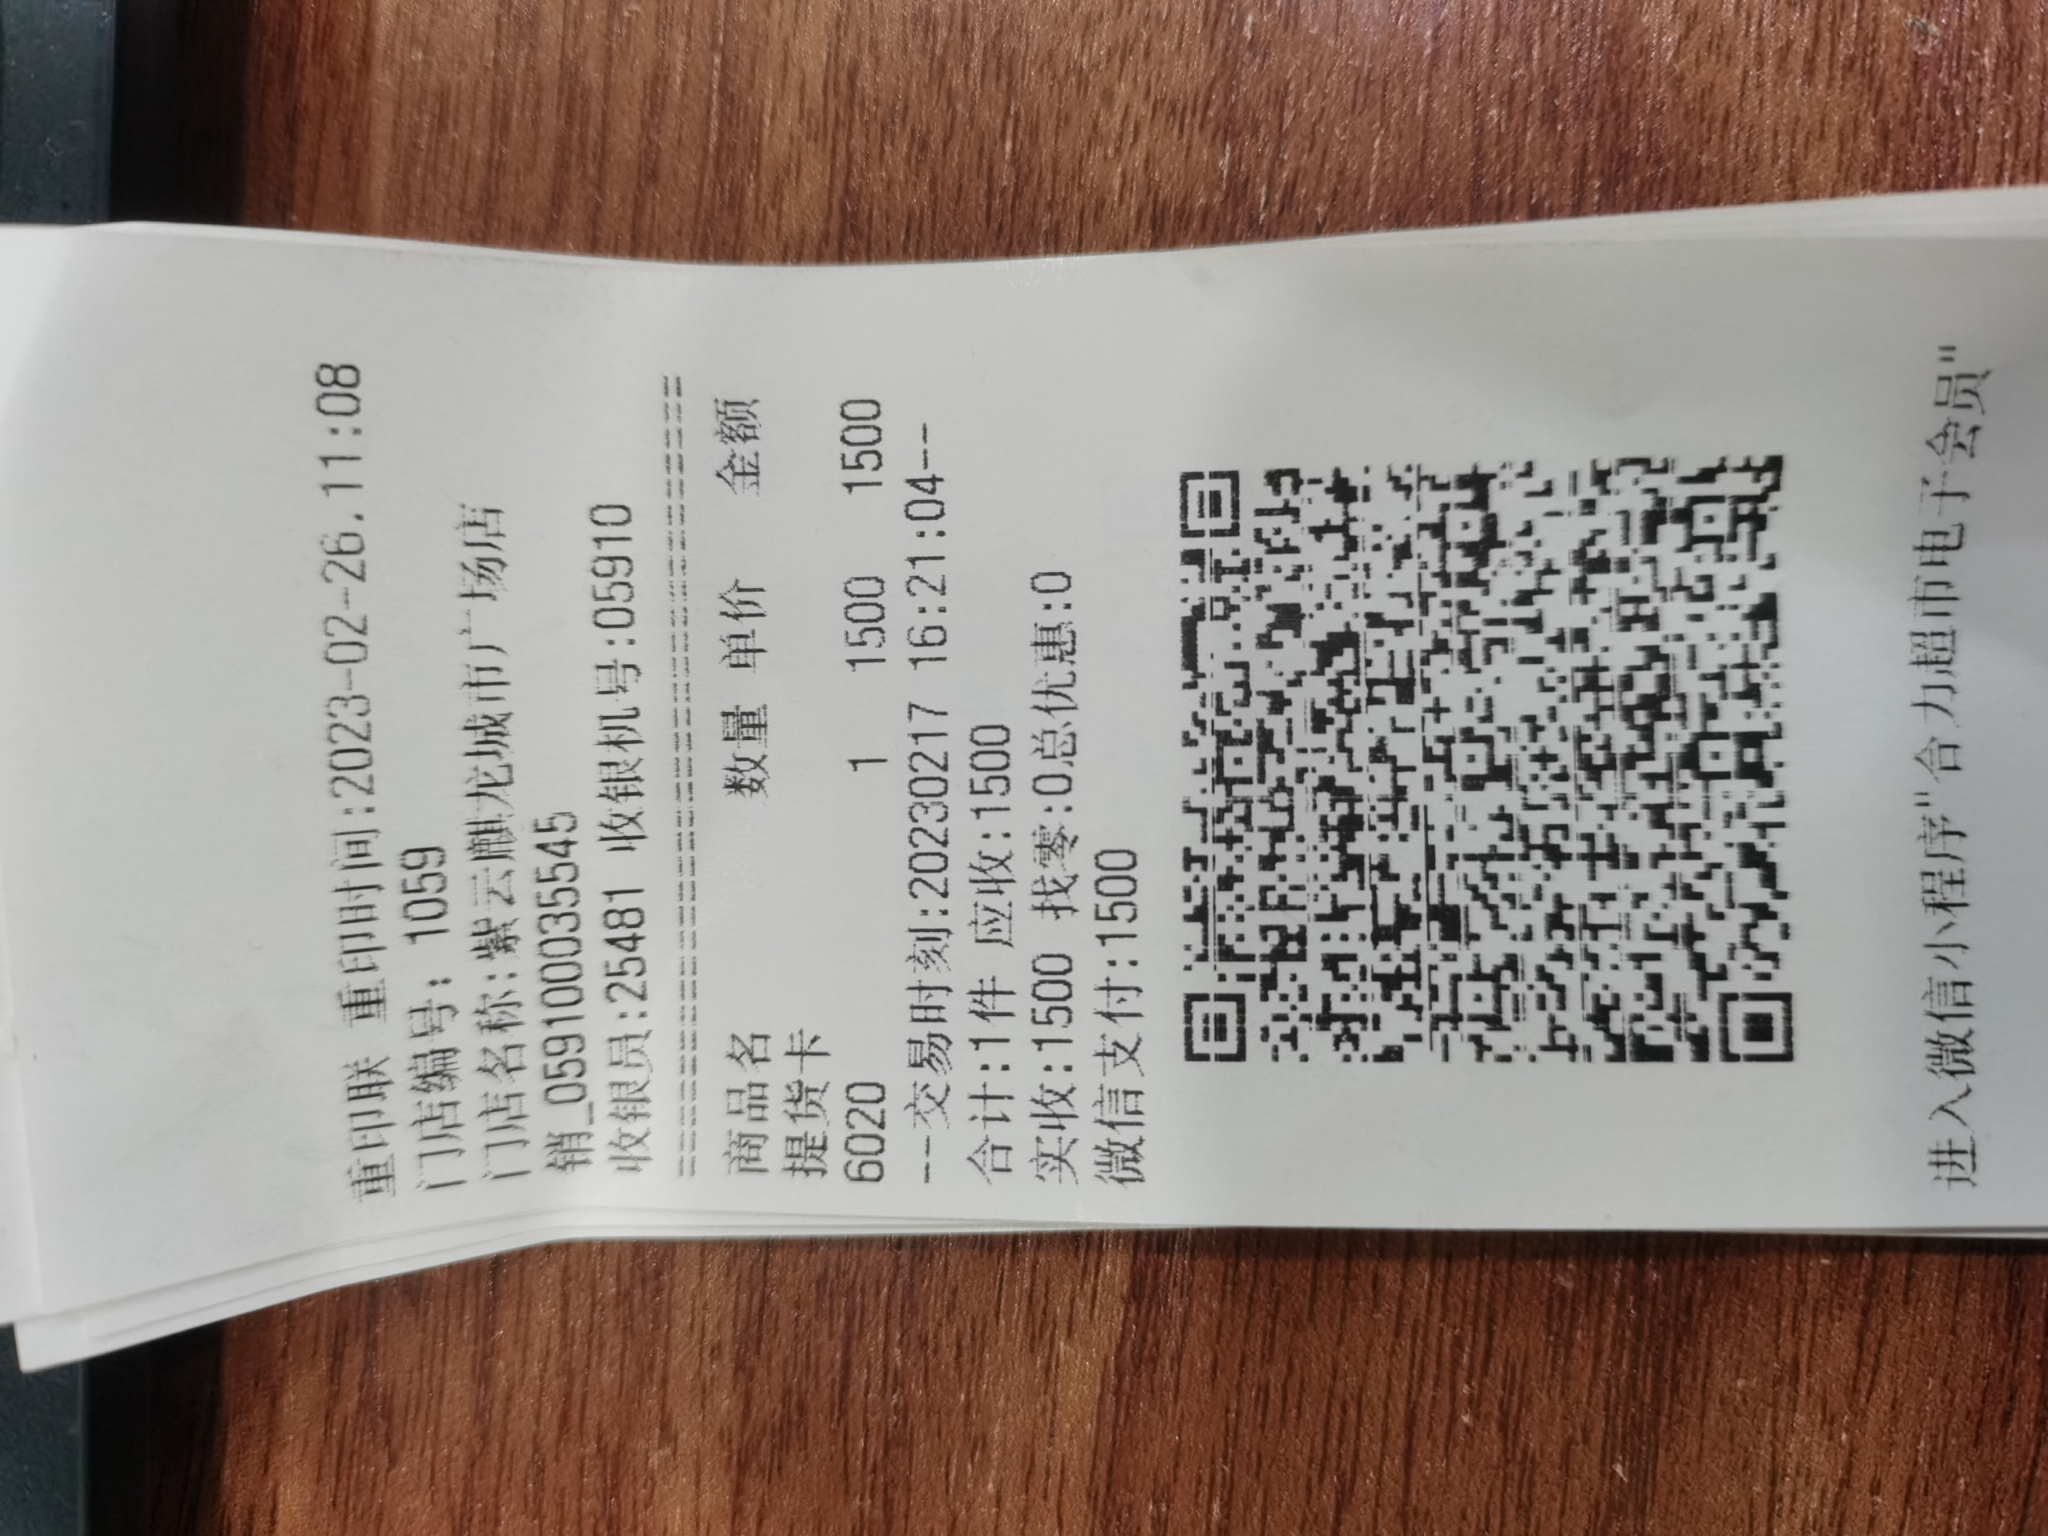 重印联 重印时间:2023-02-26.11:08
门店编号: 1059
门店名称:紫云麒龙城市广场店
销_0591000355​45
收银员:25481 收银机号:05910
================================
商品名 数量 单价 金额
提货卡
6020 1 1500 1500
--交易时刻:20230217 16:21:04--
合计:1件 应收:1500
实收:1500 找零:0总优惠:0
微信支付:1500
进入微信小程序"合力超市电子会员"